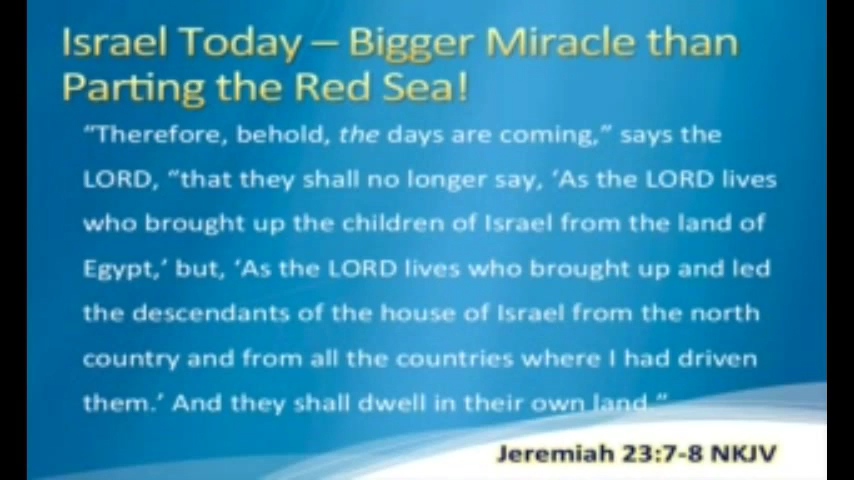 Israel Today – Bigger Miracle than
Parting the Red Sea!
“Therefore, behold, the days are coming,” says the
LORD, “that they shall no longer say, ‘As the LORD lives
who brought up the children of Israel from the land of
Egypt,’ but, ‘As the LORD lives who brought up and led
the descendants of the house of Israel from the north
country and from all the countries where I had driven
them.’ And they shall dwell in their own land.”
Jeremiah 23:7-8 NKJV